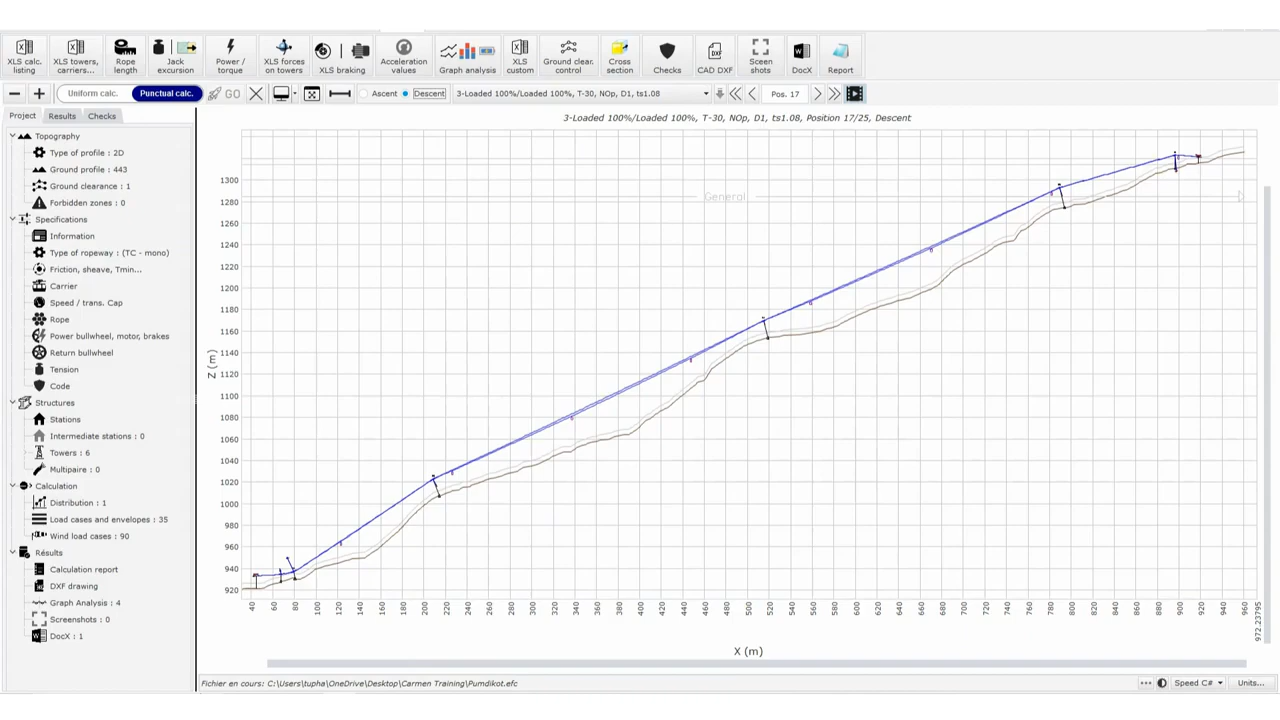 XLS calc. listing
XLS towers, carriers...
Rope length
Jack excursion
Power / torque
XLS forces on towers
XLS braking
Acceleration values
Graph analysis
XLS custom
Ground clear. control
Cross section
Checks
CAD DXF
Sceen shots
DocX
Report
Uniform calc.
Punctual calc.
GO
Ascent
Descent
3-Loaded 100%/Loaded 100%, T-30, NOp, D1, ts1.08
Pos. 17
Project
Results
Checks
Topography
Type of profile : 2D
Ground profile : 443
Ground clearance : 1
Forbidden zones : 0
Specifications
Information
Type of ropeway : (TC - mono)
Friction, sheave, Tmin...
Carrier
Speed / trans. Cap
Rope
Power bullwheel, motor, brakes
Return bullwheel
Tension
Code
Structures
Stations
Intermediate stations : 0
Towers : 6
Multipaire : 0
Calculation
Distribution : 1
Load cases and envelopes : 35
Wind load cases : 90
Résults
Calculation report
DXF drawing
Graph Analysis : 4
Screenshots : 0
DocX : 1
3-Loaded 100%/Loaded 100%, T-30, NOp, D1, ts1.08, Position 17/25, Descent
General
Z (m)
1300
1280
1260
1240
1220
1200
1180
1160
1140
1120
1100
1080
1060
1040
1020
1000
980
960
940
920
40
60
80
100
120
140
160
180
200
220
240
260
280
300
320
340
360
380
400
420
440
460
480
500
520
540
560
580
600
620
640
660
680
700
720
740
760
780
800
820
840
860
880
900
920
940
960
972.23795
X (m)
Fichier en cours: C:\Users\tupha\OneDrive\Desktop\Carmen Training\Pumdikot.efc
Speed C#
Units...